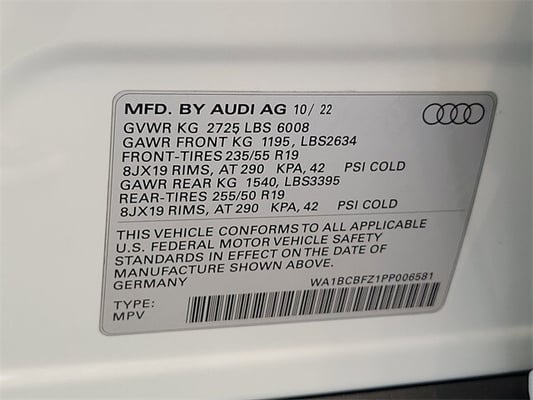 MFD. BY AUDI AG 10/ 22
GVWR KG 2725 LBS 6008
GAWR FRONT KG 1195, LBS2634
FRONT-TIRES 235/55 R19
8JX19 RIMS, AT 290 KPA, 42 PSI COLD
GAWR REAR KG 1540, LBS3395
REAR-TIRES 255/50 R19
8JX19 RIMS, AT 290 KPA, 42 PSI COLD
THIS VEHICLE CONFORMS TO ALL APPLICABLE
U.S. FEDERAL MOTOR VEHICLE SAFETY
STANDARDS IN EFFECT ON THE DATE OF
MANUFACTURE SHOWN ABOVE.
GERMANY
WA1BCBFZ1PP006581
TYPE:
MPV